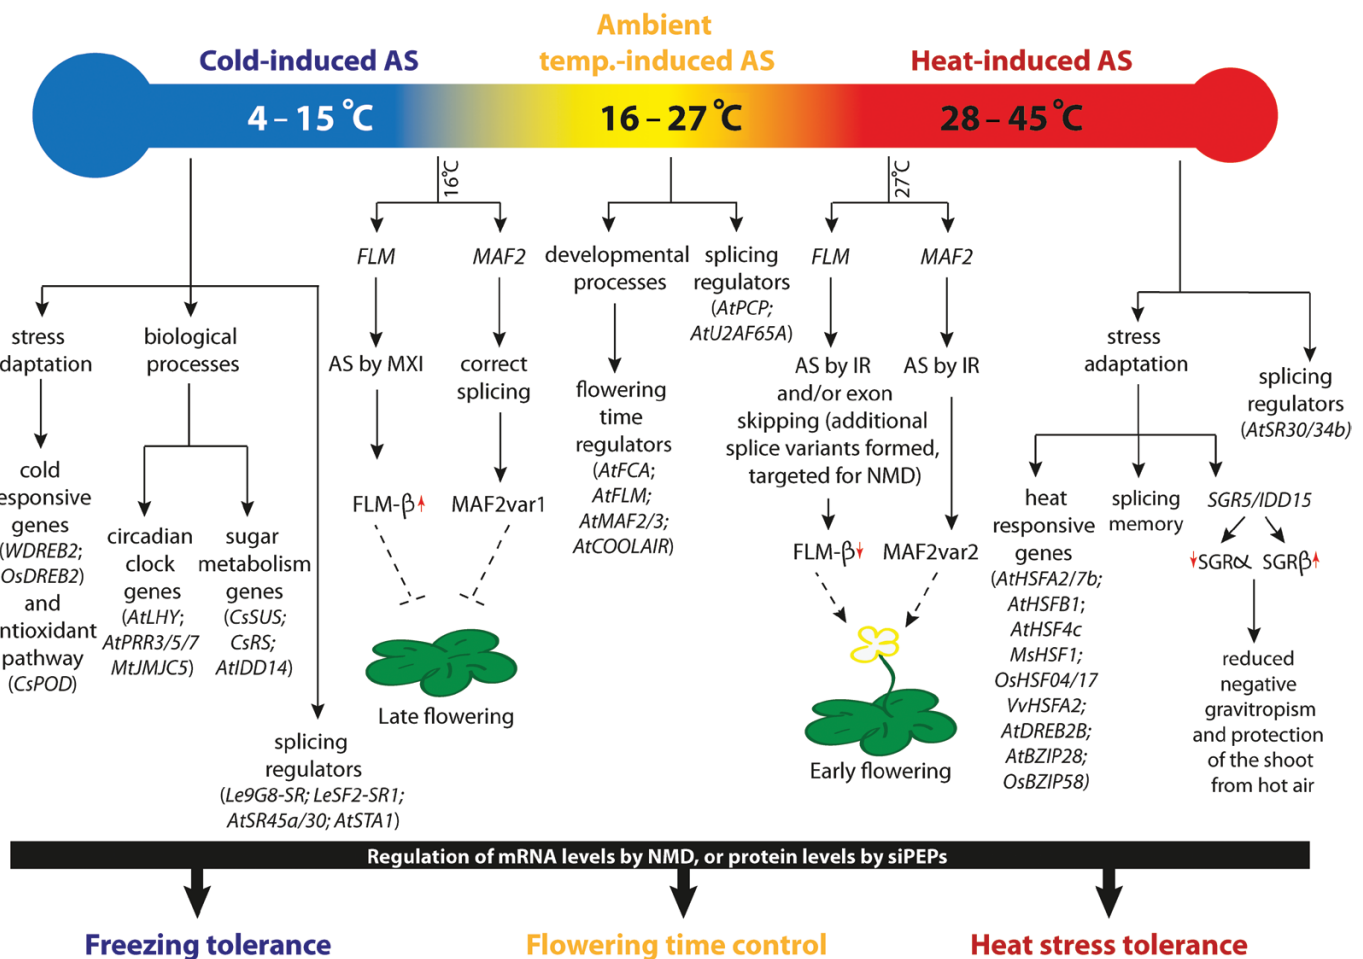 Cold-induced AS
Ambient
temp.-induced AS
Heat-induced AS
4 – 15 °C
16 – 27 °C
28 – 45 °C
16°C
27°C
stress
daptation
cold
esponsive
genes
(WDREB2;
OsDREB2)
and
ntioxidant
pathway
(CsPOD)
biological
processes
circadian
clock
genes
(AtLHY;
AtPRR3/5/7
MtJMJC5)
sugar
metabolism
genes
(CsSUS;
CsRS;
AtIDD14)
splicing
regulators
(Le9G8-SR; LeSF2-SR1;
AtSR45a/30; AtSTA1)
FLM
AS by MXI
FLM-β
MAF2
correct
splicing
MAF2var1
Late flowering
developmental
processes
flowering
time
regulators
(AtFCA;
AtFLM;
AtMAF2/3;
AtCOOLAIR)
splicing
regulators
(AtPCP;
AtU2AF65A)
FLM
AS by IR
and/or exon
skipping (additional
splice variants formed,
targeted for NMD)
FLM-β
MAF2
AS by IR
MAF2var2
Early flowering
stress
adaptation
heat
responsive
genes
(AtHSFA2/7b;
AtHSFB1;
AtHSF4c
MsHSF1;
OsHSF04/17
VvHSFA2;
AtDREB2B;
AtBZIP28;
OsBZIP58)
splicing
memory
SGR5/IDD15
SGRα
SGRβ
reduced
negative
gravitropism
and protection
of the shoot
from hot air
splicing
regulators
(AtSR30/34b)
Regulation of mRNA levels by NMD, or protein levels by siPEPs
Freezing tolerance
Flowering time control
Heat stress tolerance